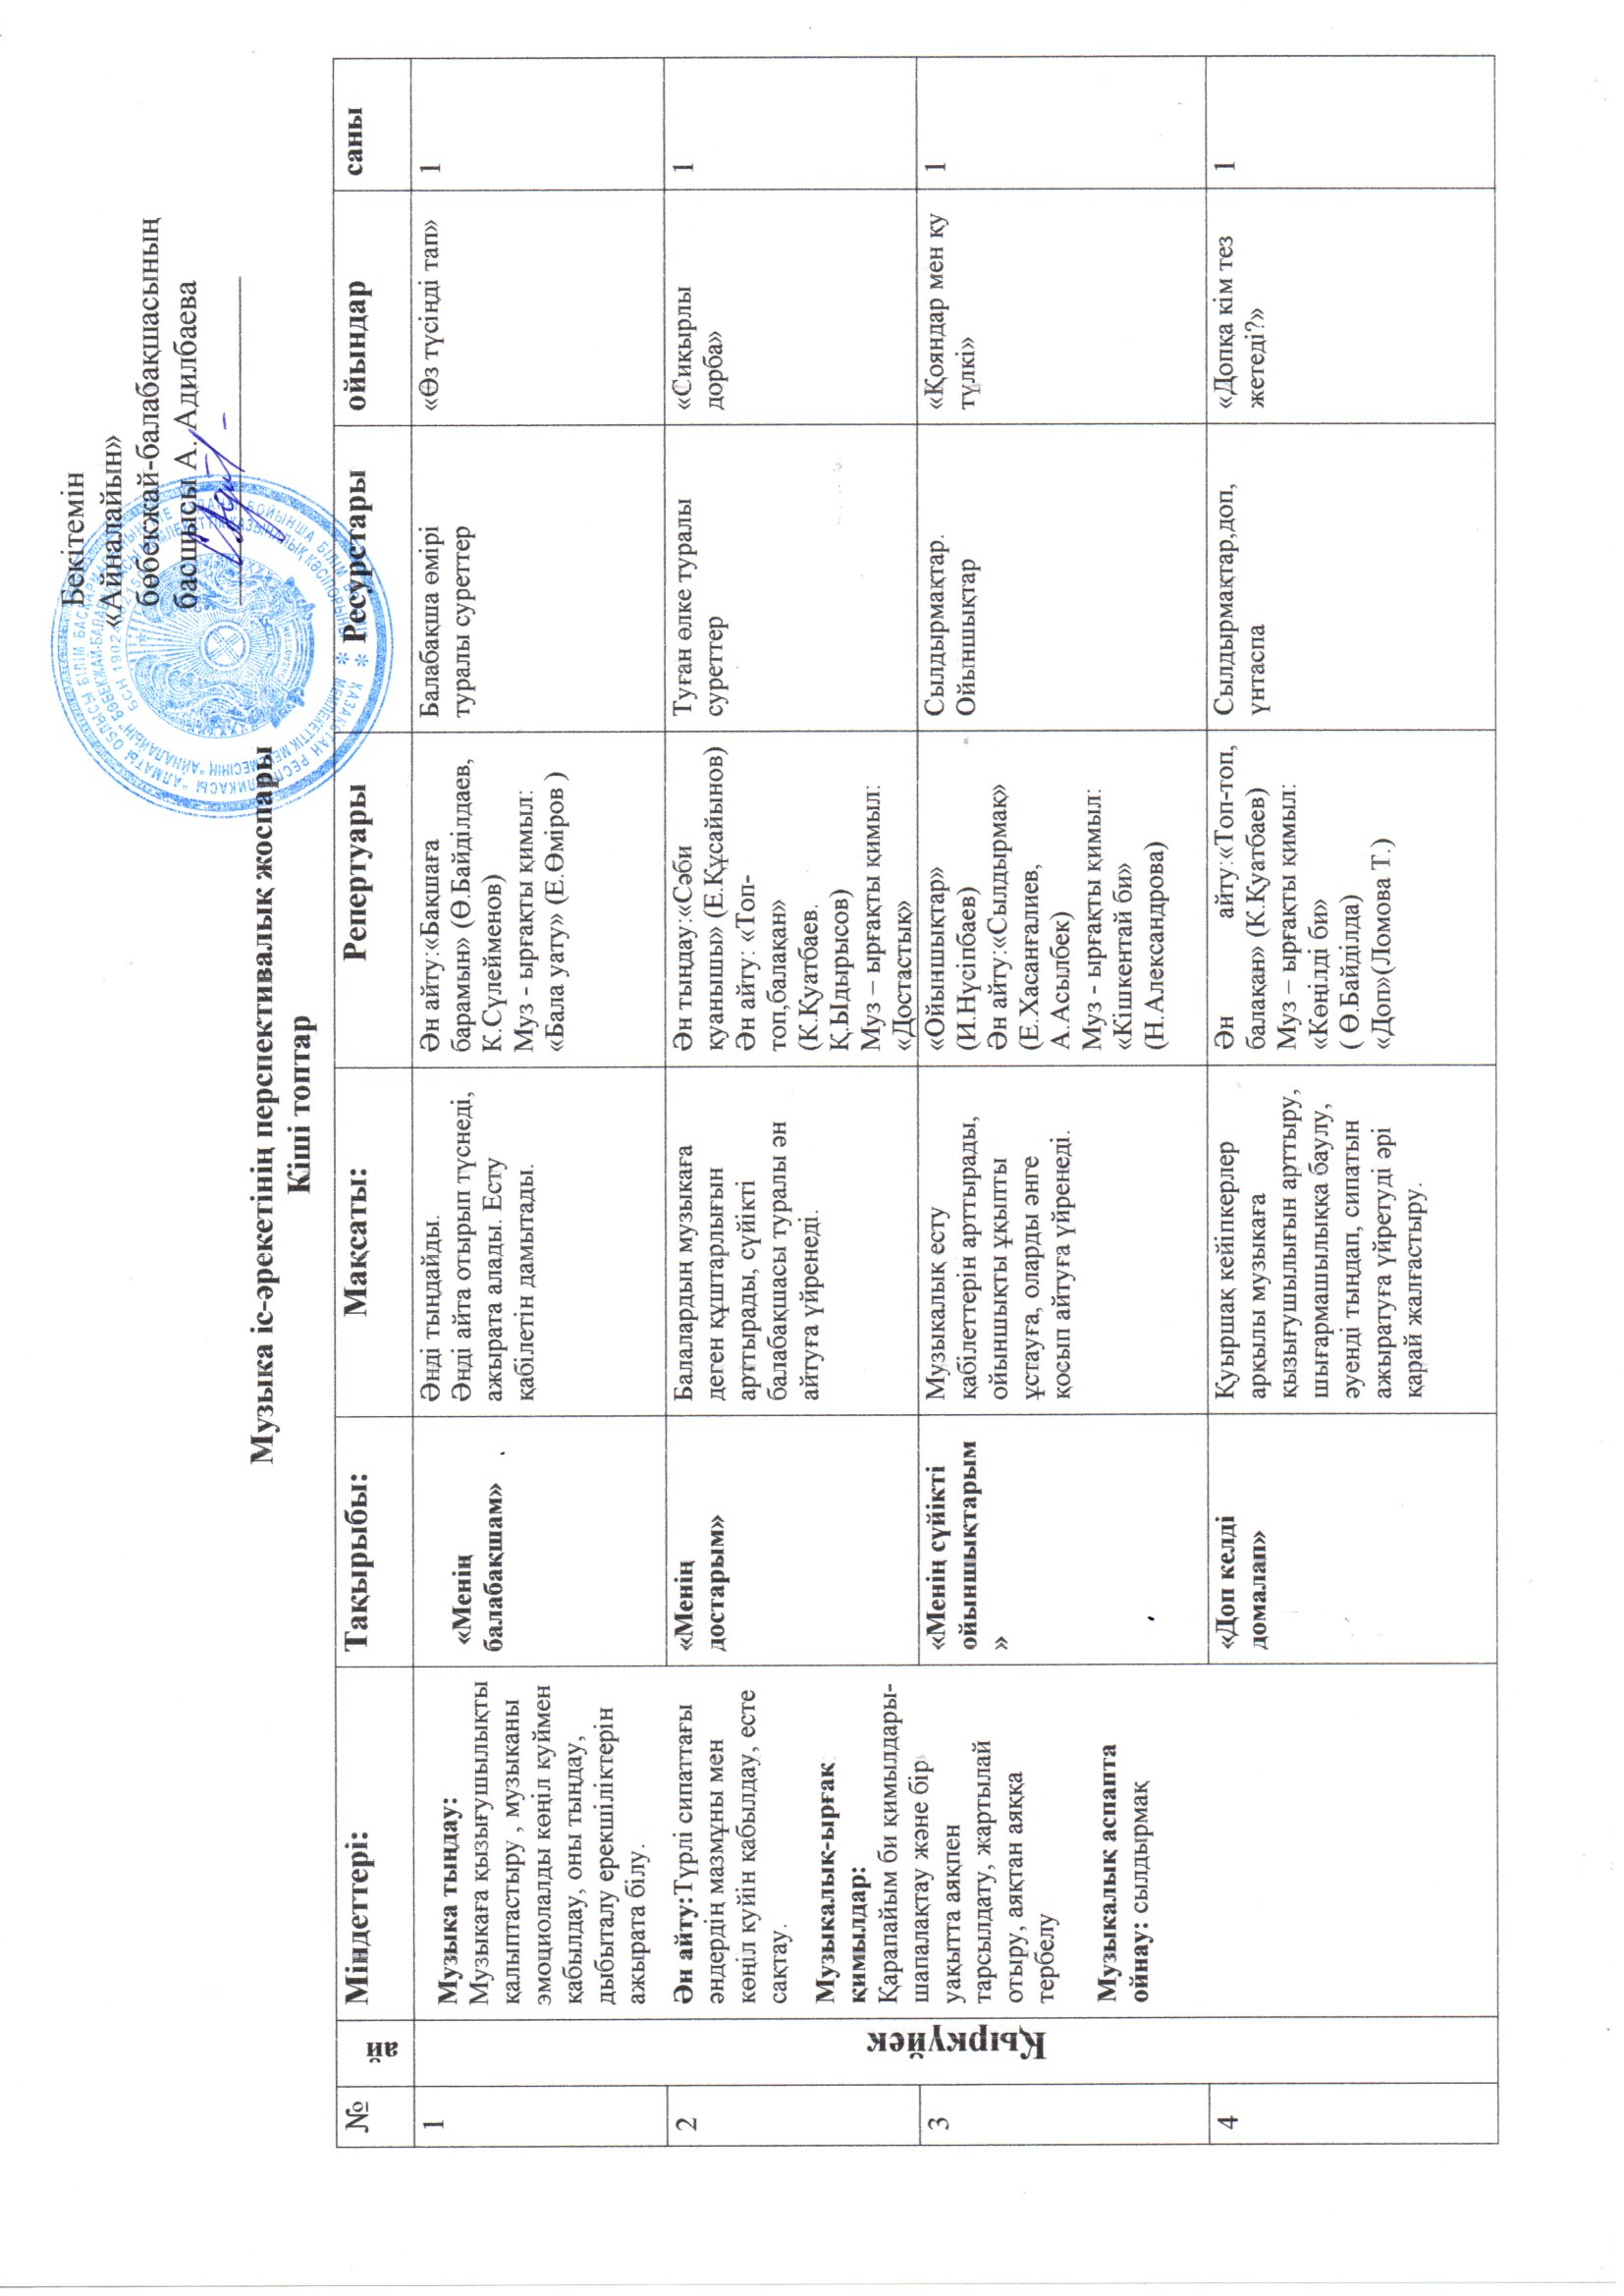 Бекітемін
«Айналайын»
бөбекжай-балабақшасының
басшысы А. Адилбаева
Музыка іс-әрекетінің перспективалық жоспары
Кіші топтар
№
ай
Міндеттері:
Тақырыбы:
Мақсаты:
Репертуары
Ресурстары
ойындар
саны
Қыркүйек
Музыка тыңдау:
Музыкаға қызығушылықты
қалыптастыру , музыканы
эмоциолалды көңіл күймен
қабылдау, оны тыңдау,
дыбыталу ерекшіліктерін
ажырата білу.
Ән айту:Түрлі сипаттағы
әндердің мазмұны мен
көңіл күйін қабылдау, есте
сақтау.
Музыкалық-ырғақ
қимылдар:
Қарапайым би қимылдары-
шапалақтау және бір
уақытта аяқпен
тарсылдату, жартылай
отыру, аяқтан аяққа
тербелу
Музыкалық аспапта
ойнау: сылдырмақ
1
«Менің
балабақшам»
Әнді тыңдайды.
Әнді айта отырып түснеді,
ажырата алады. Есту
қабілетін дамытады.
Ән айту:«Бақшаға
барамын» (Ө.Байділдаев,
К.Сүлейменов)
Муз - ырғақты қимыл:
«Бала уату» (Е.Өміров )
Балабақша өмірі
туралы суреттер
«Өз түсіңді тап»
1
2
«Менің
достарым»
Балалардың музыкаға
деген құштарлығын
арттырады, сүйікті
балабақшасы туралы ән
айтуға үйренеді.
Ән тыңдау:«Сәби
қуанышы» (Е.Құсайынов)
Ән айту: «Топ-
топ,балақан»
(К.Қуатбаев.
Қ.Ыдырысов)
Муз – ырғақты қимыл:
«Достастық»
Туған өлке туралы
суреттер
«Сиқырлы
дорба»
1
3
«Менің сүйікті
ойыншықтарым
»
Музыкалық есту
қабілеттерін арттырады,
ойыншықты ұқыпты
ұстауға, оларды әнге
қосып айтуға үйренеді.
«Ойыншықтар»
(И.Нүсіпбаев)
Ән айту:«Сылдырмақ»
(Е.Хасанғалиев,
А.Асылбек)
Муз - ырғақты қимыл:
«Кішкентай би»
(Н.Александрова)
Сылдырмақтар.
Ойыншықтар
«Қояндар мен қу
түлкі»
1
4
«Доп келді
домалап»
Қуыршақ кейіпкерлер
арқылы музыкаға
қызығушылығын арттыру,
шығармашылыққа баулу,
әуенді тыңдап, сипатын
ажыратуға үйретуді әрі
қарай жалғастыру.
Ән айту:«Топ-топ,
балақан» (К.Қуатбаев)
Муз – ырғақты қимыл:
«Көңілді би»
( Ө.Байділда)
«Доп»(Ломова Т.)
Сылдырмақтар,доп,
үнтаспа
«Допқа кім тез
жетеді?»
1